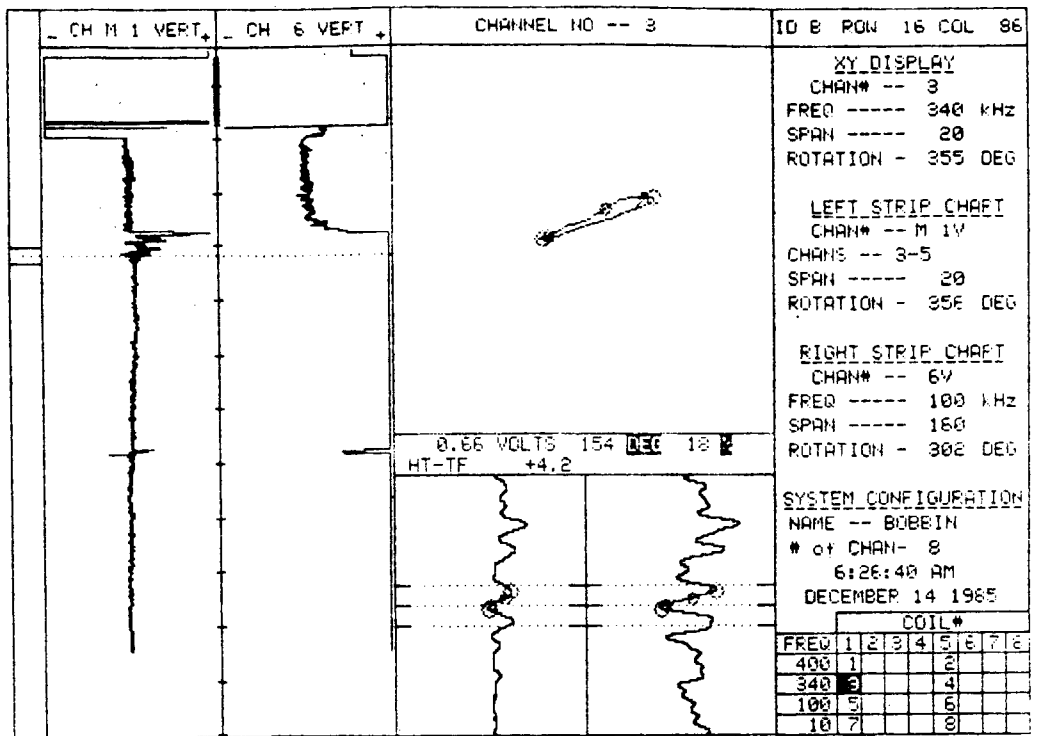 - CH M 1 VERT +
- CH 6 VERT +
CHANNEL NO -- 3
ID B ROW 16 COL 86
XY DISPLAY
CHAN# -- 3
FREQ ----- 340 kHz
SPAN ----- 20
ROTATION - 355 DEG
LEFT STRIP CHART
CHAN# -- M 1V
CHANS -- 3-5
SPAN ----- 20
ROTATION - 356 DEG
RIGHT STRIP CHART
CHAN# -- 6V
FREQ ----- 100 kHz
SPAN ----- 160
ROTATION - 302 DEG
0.66 VOLTS 154 DEG 18 %
HT-TF +4.2
SYSTEM CONFIGURATION
NAME -- BOBBIN
# of CHAN- 8
6:26:40 AM
DECEMBER 14 1985
COIL#
FREQ 1 2 3 4 5 6 7 8
400 1 2
340 3 4
100 5 6
10 7 8